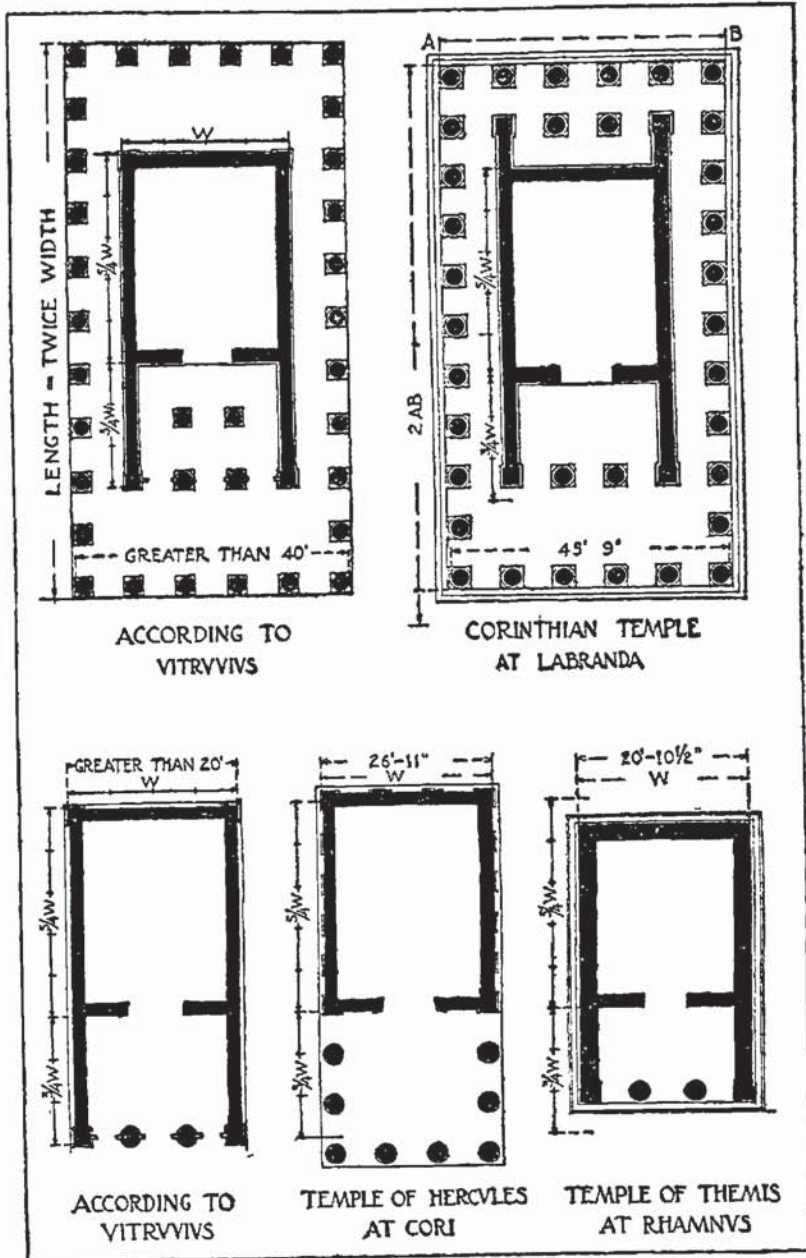 A B
W
LENGTH = TWICE WIDTH
5/4 W
3/4 W
GREATER THAN 40'
ACCORDING TO
VITRVVIVS
5/4 W
2 AB
3/4 W
45' 9"
CORINTHIAN TEMPLE
AT LABRANDA
GREATER THAN 20'
W
5/4 W
3/4 W
ACCORDING TO
VITRVVIVS
26'-11"
W
5/4 W
3/4 W
TEMPLE OF HERCVLES
AT CORI
20'-10½"
W
5/4 W
3/4 W
TEMPLE OF THEMIS
AT RHAMNVS